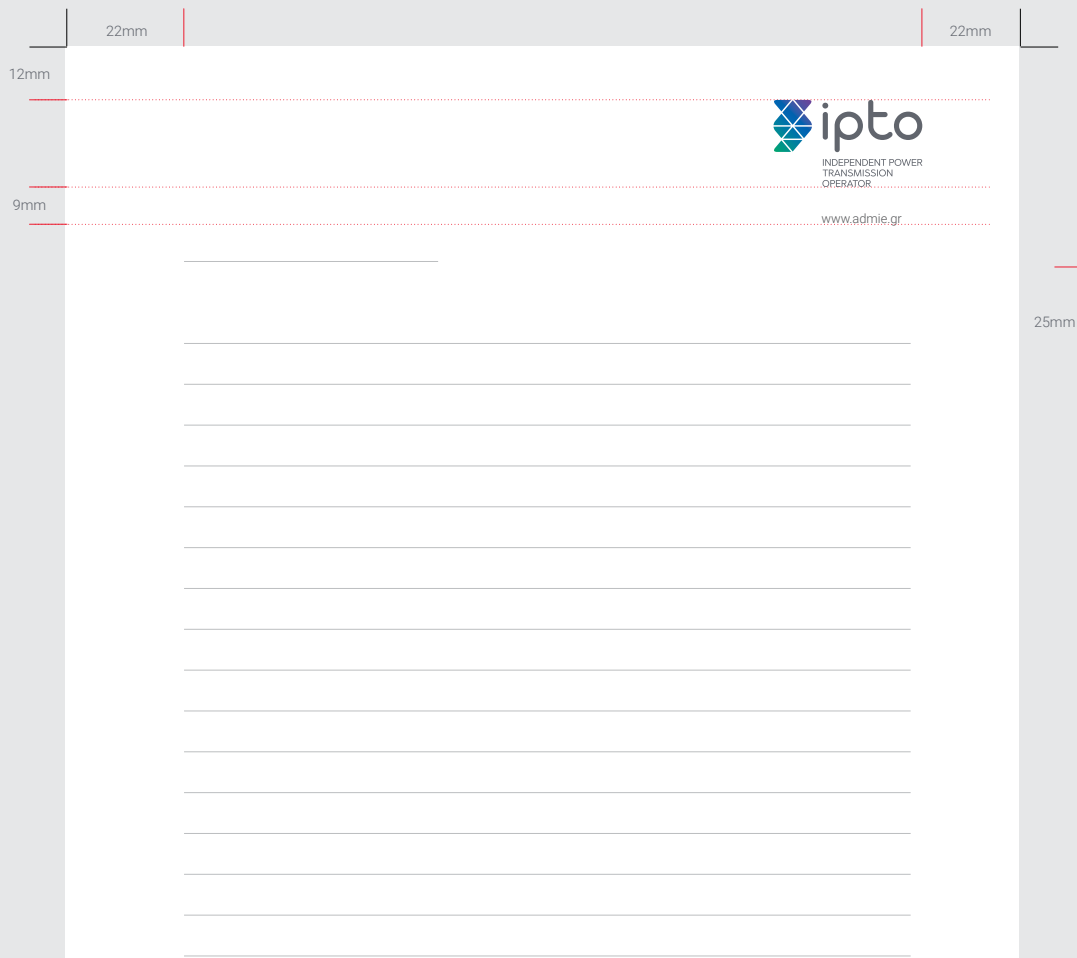 22mm
22mm
12mm
ipto
INDEPENDENT POWER
TRANSMISSION
OPERATOR
9mm
www.admie.gr
25mm